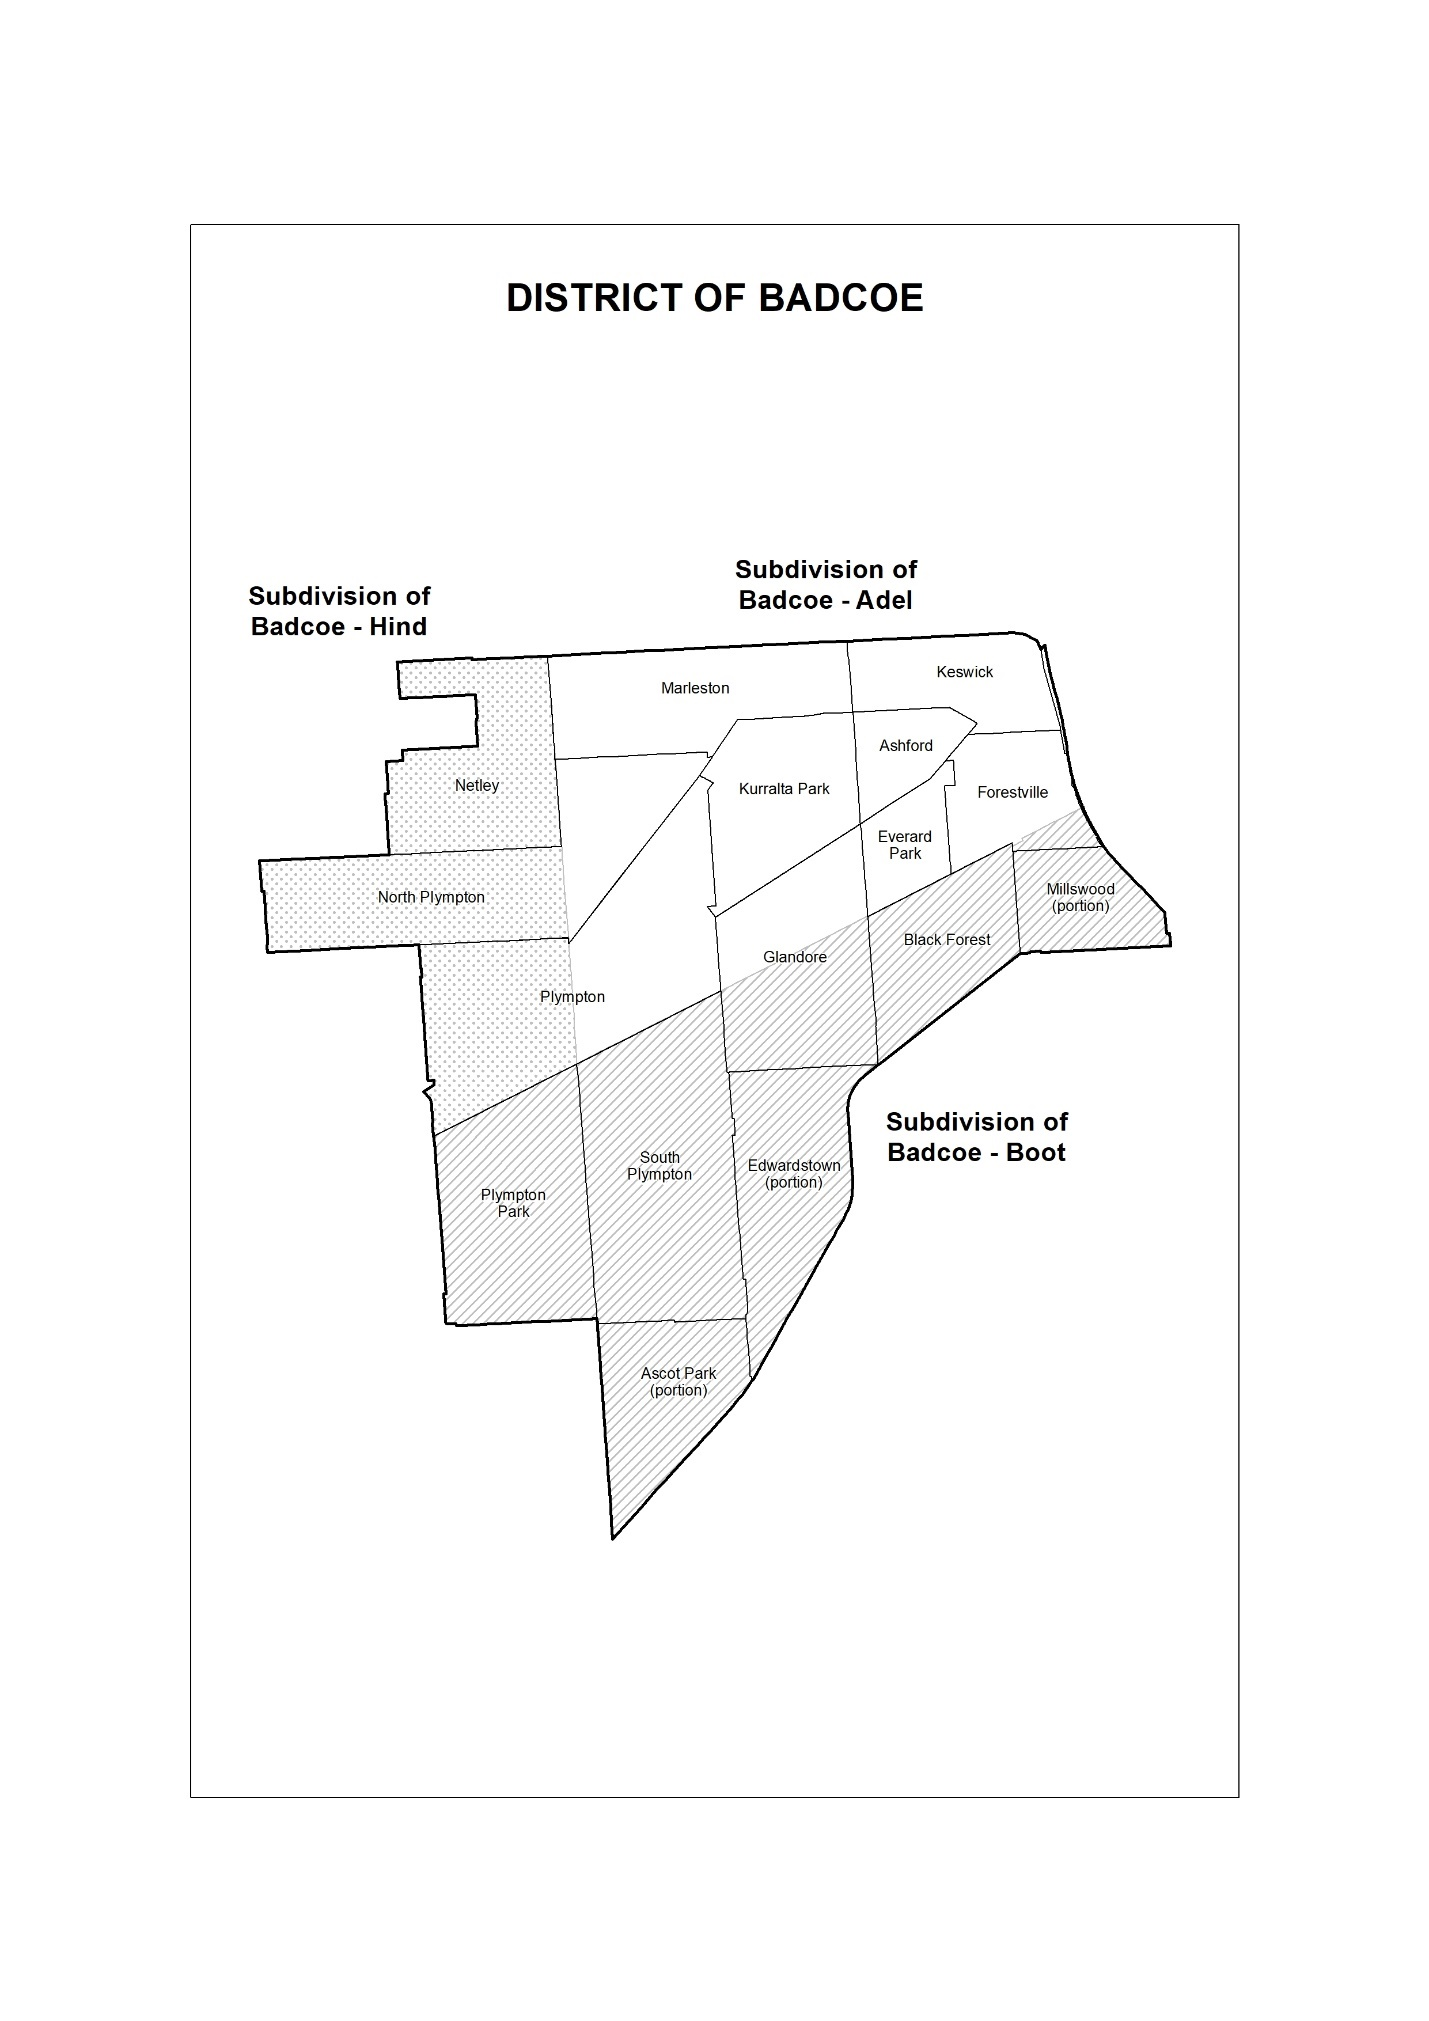 DISTRICT OF BADCOE
Subdivision of
Badcoe - Adel
Subdivision of
Badcoe - Hind
Keswick
Marleston
Ashford
Netley
Kurralta Park
Forestville
Everard
Park
North Plympton
Millswood
(portion)
Black Forest
Glandore
Plympton
Subdivision of
Badcoe - Boot
South
Plympton
Edwardstown
(portion)
Plympton
Park
Ascot Park
(portion)